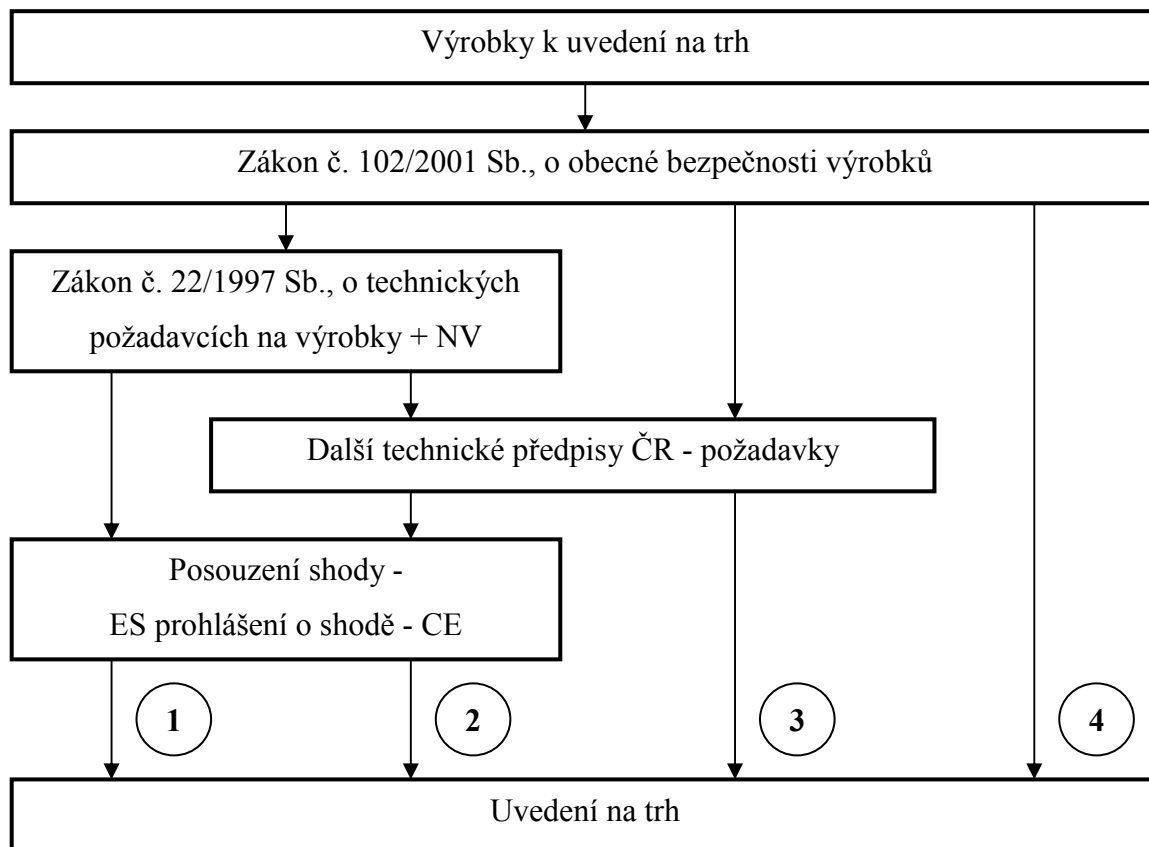 Výrobky k uvedení na trh
Zákon č. 102/2001 Sb., o obecné bezpečnosti výrobků
Zákon č. 22/1997 Sb., o technických
požadavcích na výrobky + NV
Další technické předpisy ČR - požadavky
Posouzení shody -
ES prohlášení o shodě - CE
1
2
3
4
Uvedení na trh